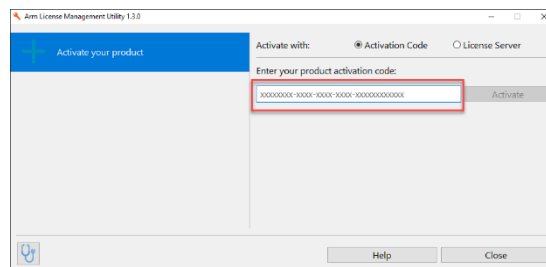 Arm License Management Utility 1.3.0
Activate your product
Activate with:
Activation Code
License Server
Enter your product activation code:
xxxxxxxx-xxxx-xxxx-xxxx-xxxxxxxxxxxx
Activate
Help
Close